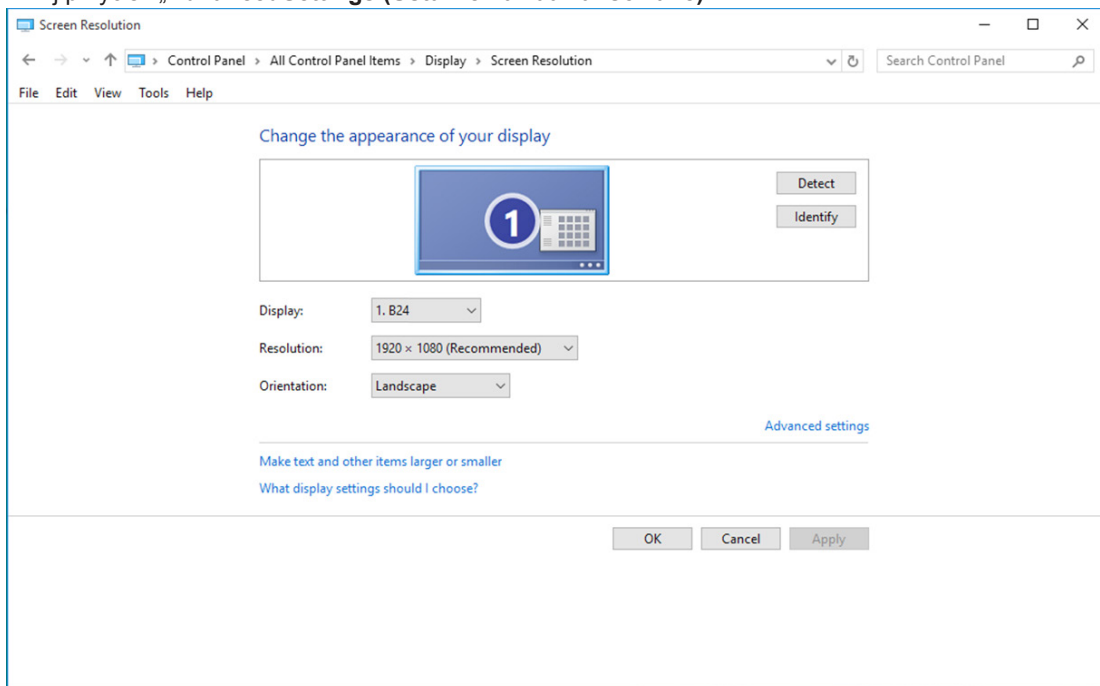 Screen Resolution
Control Panel > All Control Panel Items > Display > Screen Resolution
Search Control Panel
File Edit View Tools Help
Change the appearance of your display
1
Detect
Identify
Display: 1. B24
Resolution: 1920 × 1080 (Recommended)
Orientation: Landscape
Advanced settings
Make text and other items larger or smaller
What display settings should I choose?
OK Cancel Apply